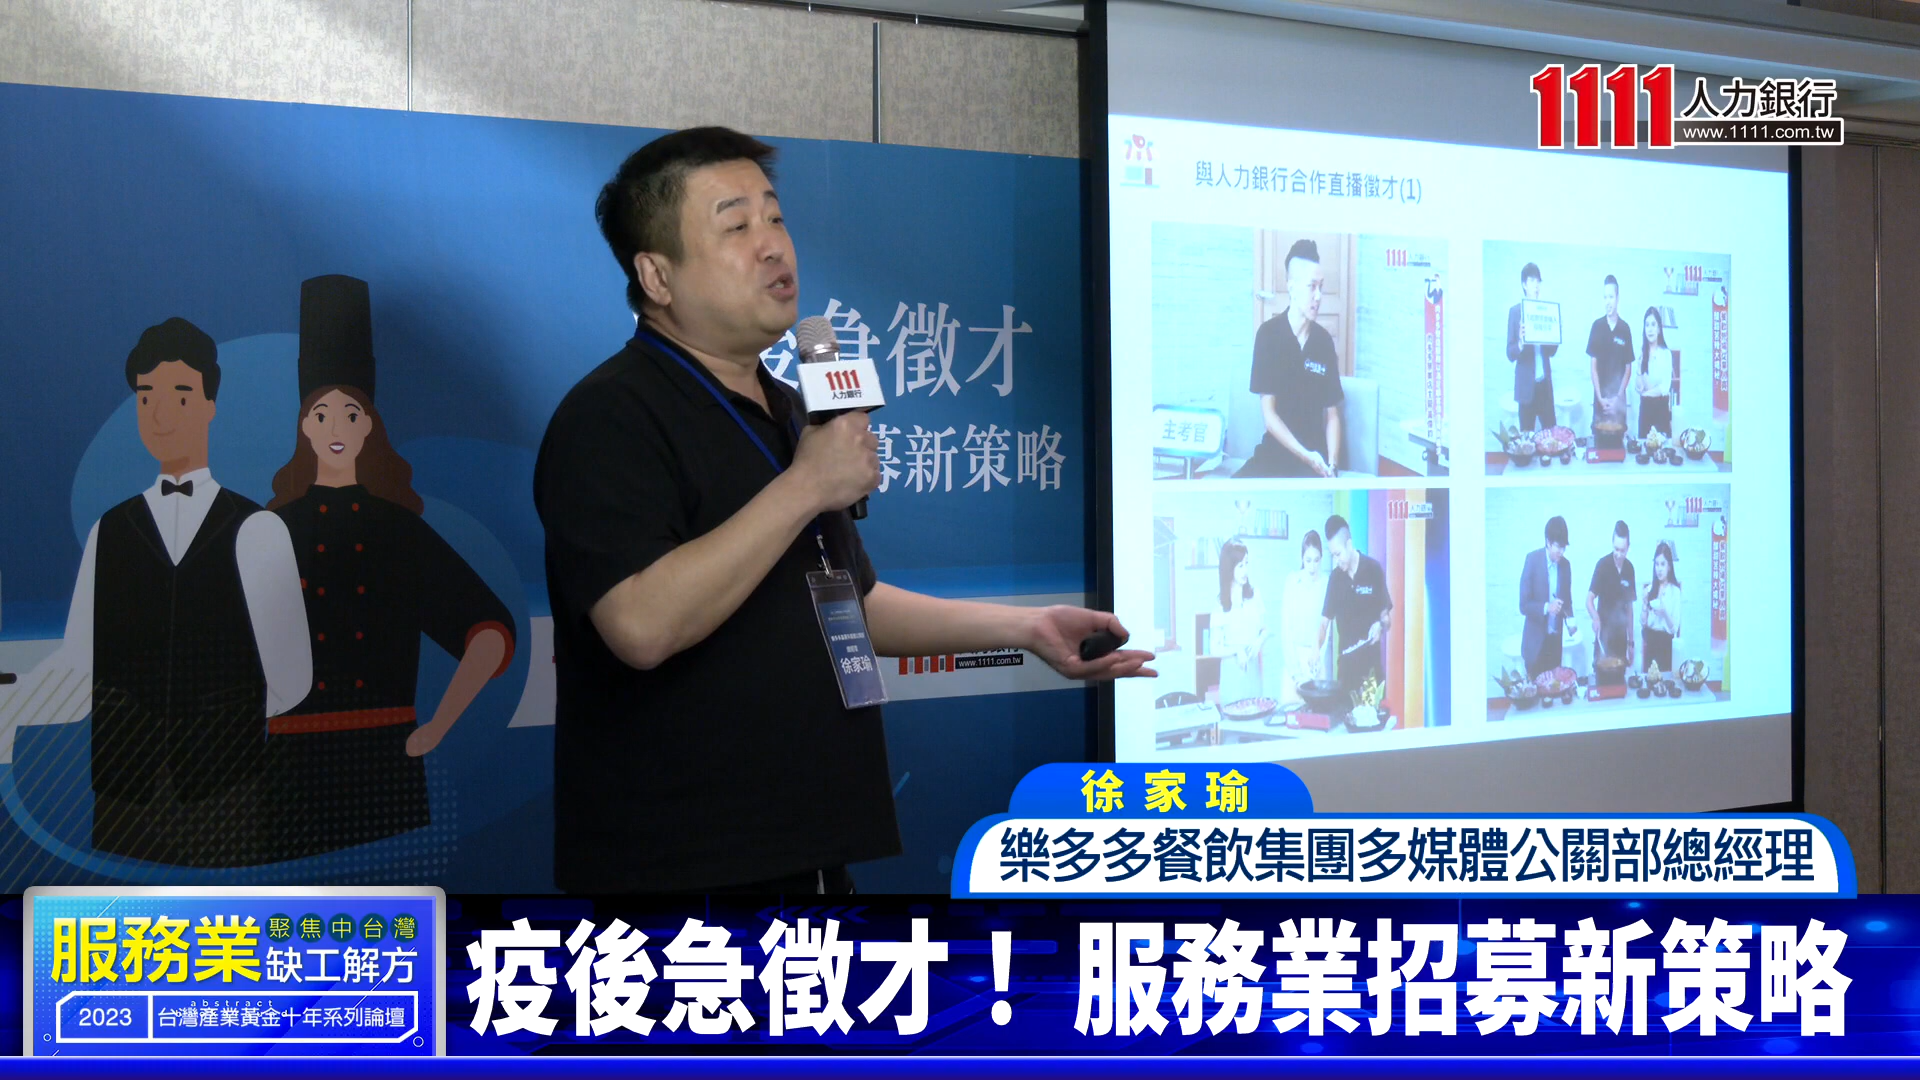 1111 人力銀行
www.1111.com.tw
與人力銀行合作直播徵才(1)
急徵才
募新策略
1111
人力銀行
主考官
1111
1111
1111
1111
徐家瑜
www.1111.com.tw
徐家瑜
樂多多餐飲集團多媒體公關部總經理
服務業
聚焦中台灣
缺工解方
abstract
2023
台灣產業黃金十年系列論壇
疫後急徵才！服務業招募新策略